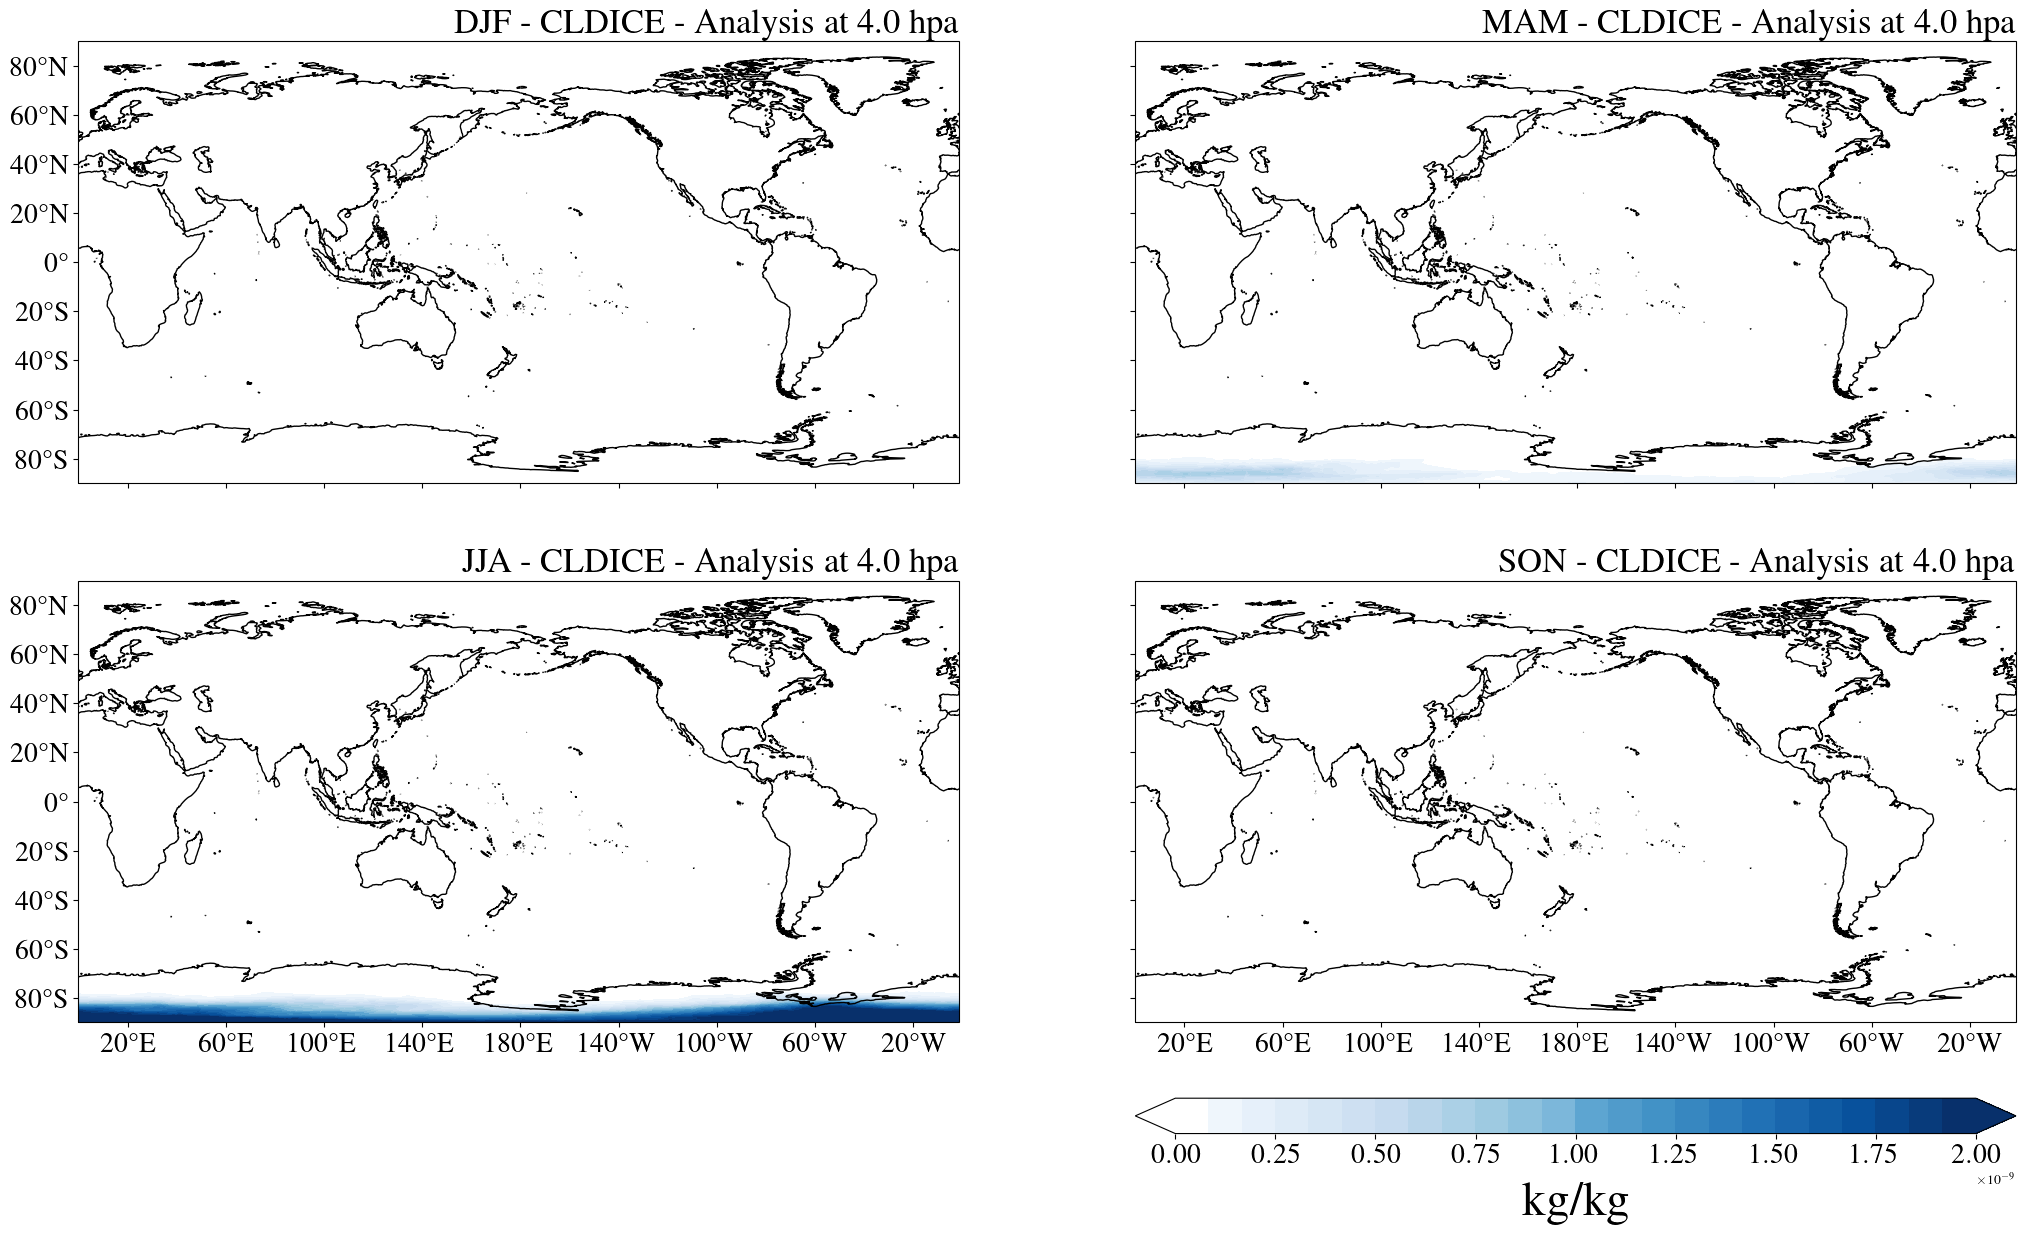 DJF - CLDICE - Analysis at 4.0 hpa
80°N
60°N
40°N
20°N
0°
20°S
40°S
60°S
80°S
MAM - CLDICE - Analysis at 4.0 hpa
JJA - CLDICE - Analysis at 4.0 hpa
80°N
60°N
40°N
20°N
0°
20°S
40°S
60°S
80°S
20°E 60°E 100°E 140°E 180°E 140°W 100°W 60°W 20°W
SON - CLDICE - Analysis at 4.0 hpa
20°E 60°E 100°E 140°E 180°E 140°W 100°W 60°W 20°W
0.00 0.25 0.50 0.75 1.00 1.25 1.50 1.75 2.00
×10⁻⁹
kg/kg